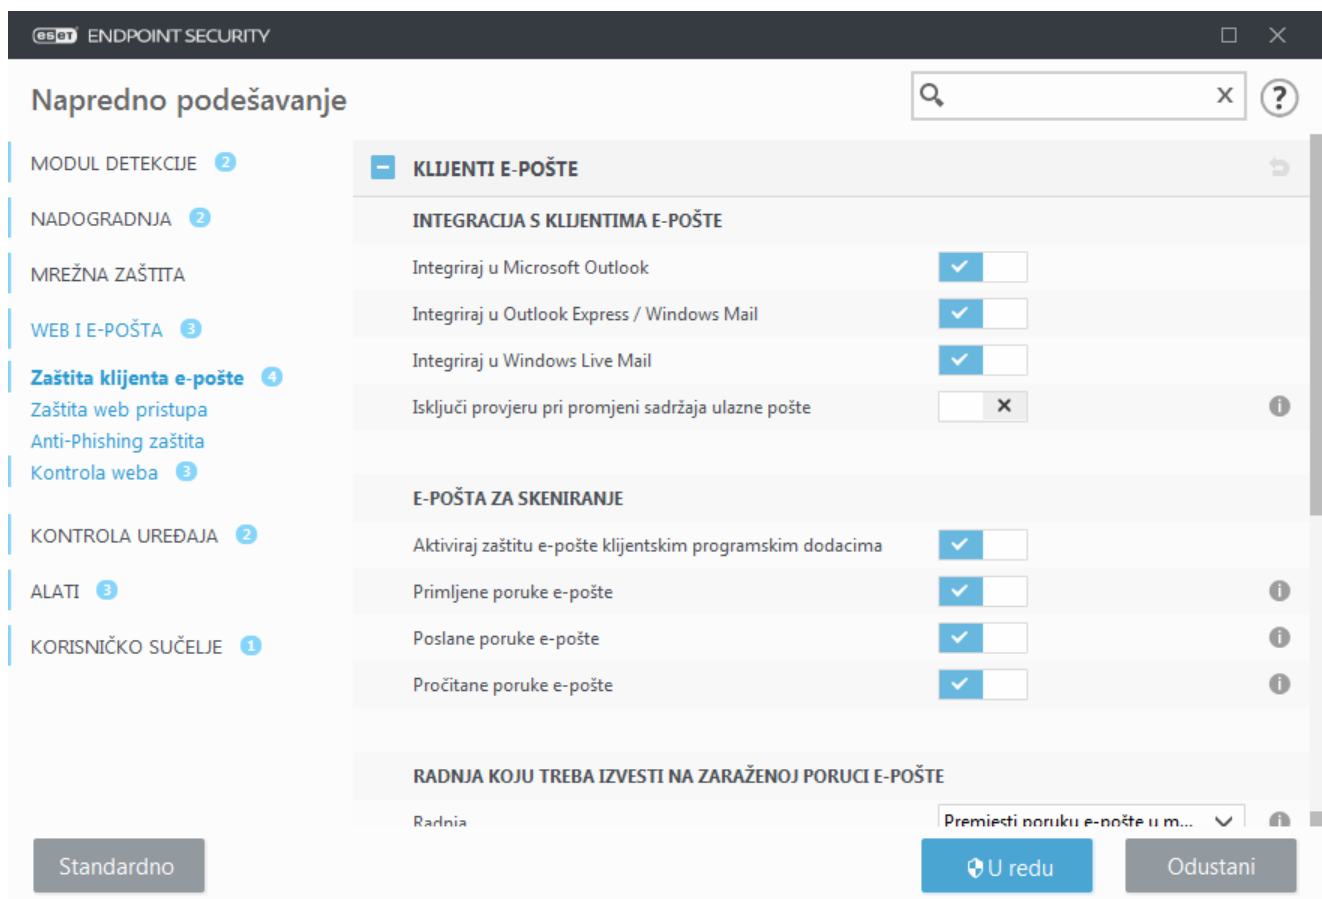 eset ENDPOINT SECURITY
Napredno podešavanje
x ?
MODUL DETEKCIJE 2
NADOGRADNJA 2
MREŽNA ZAŠTITA
WEB I E-POŠTA 3
Zaštita klijenta e-pošte 4
Zaštita web pristupa
Anti-Phishing zaštita
Kontrola weba 3
KONTROLA UREĐAJA 2
ALATI 3
KORISNIČKO SUČELJE 1
KLIJENTI E-POŠTE
INTEGRACIJA S KLIJENTIMA E-POŠTE
Integriraj u Microsoft Outlook
Integriraj u Outlook Express / Windows Mail
Integriraj u Windows Live Mail
Isključi provjeru pri promjeni sadržaja ulazne pošte
E-POŠTA ZA SKENIRANJE
Aktiviraj zaštitu e-pošte klijentskim programskim dodacima
Primljene poruke e-pošte
Poslane poruke e-pošte
Pročitane poruke e-pošte
RADNJA KOJU TREBA IZVESTI NA ZARAŽENOJ PORUCI E-POŠTE
Radnja Premjesti poruku e-pošte u m...
Standardno U redu Odustani